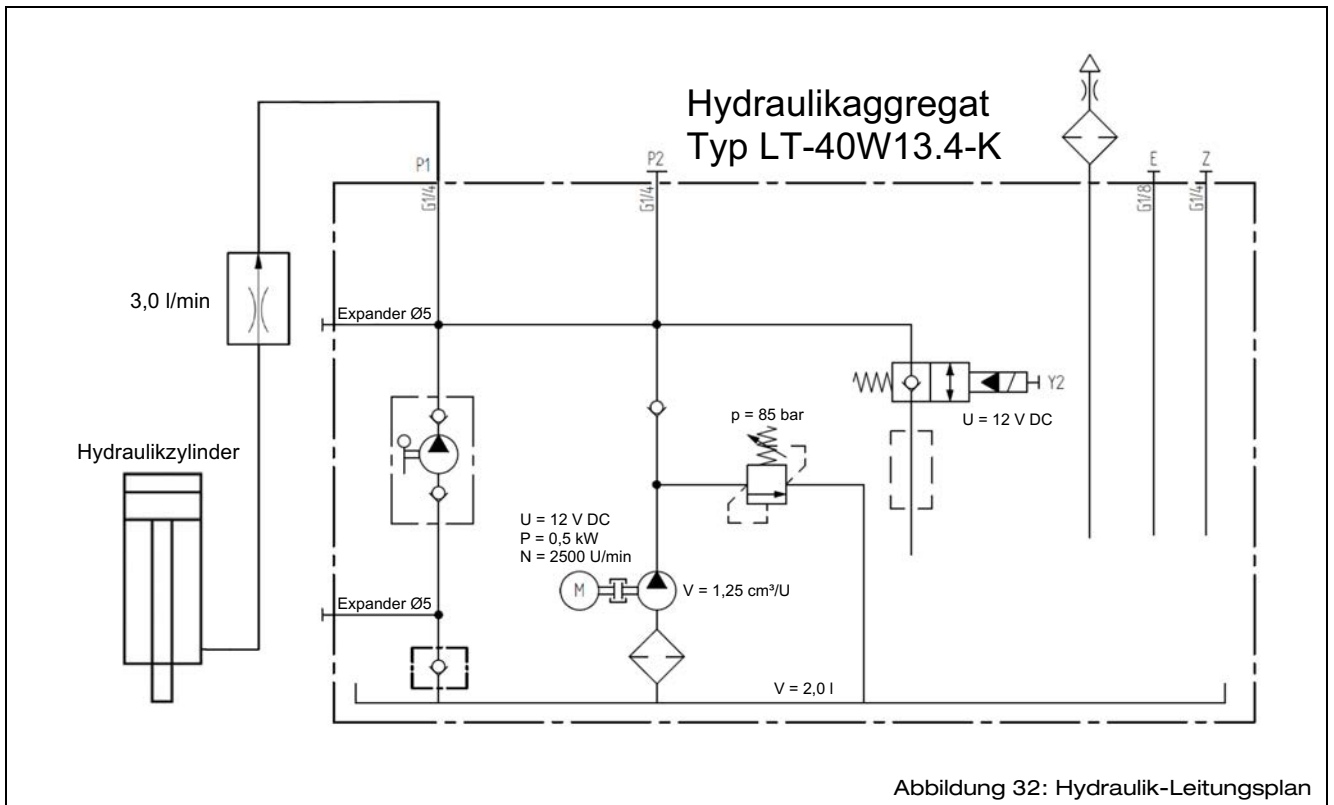 Hydraulikaggregat
Typ LT-40W13.4-K
P1
G1/4
P2
G1/4
E
G1/8
Z
G1/4
3,0 l/min
Expander Ø5
Y2
U = 12 V DC
p = 85 bar
Hydraulikzylinder
U = 12 V DC
P = 0,5 kW
N = 2500 U/min
M
V = 1,25 cm³/U
Expander Ø5
V = 2,0 l
Abbildung 32: Hydraulik-Leitungsplan